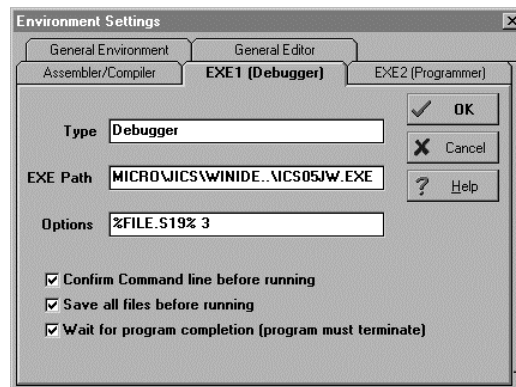 Environment Settings
General Environment
General Editor
Assembler/Compiler
EXE1 (Debugger)
EXE2 (Programmer)
Type
Debugger
EXE Path
MICRO\JICS\WINIDE..\ICS05JW.EXE
Options
%FILE.S19% 3
OK
Cancel
Help
Confirm Command line before running
Save all files before running
Wait for program completion (program must terminate)